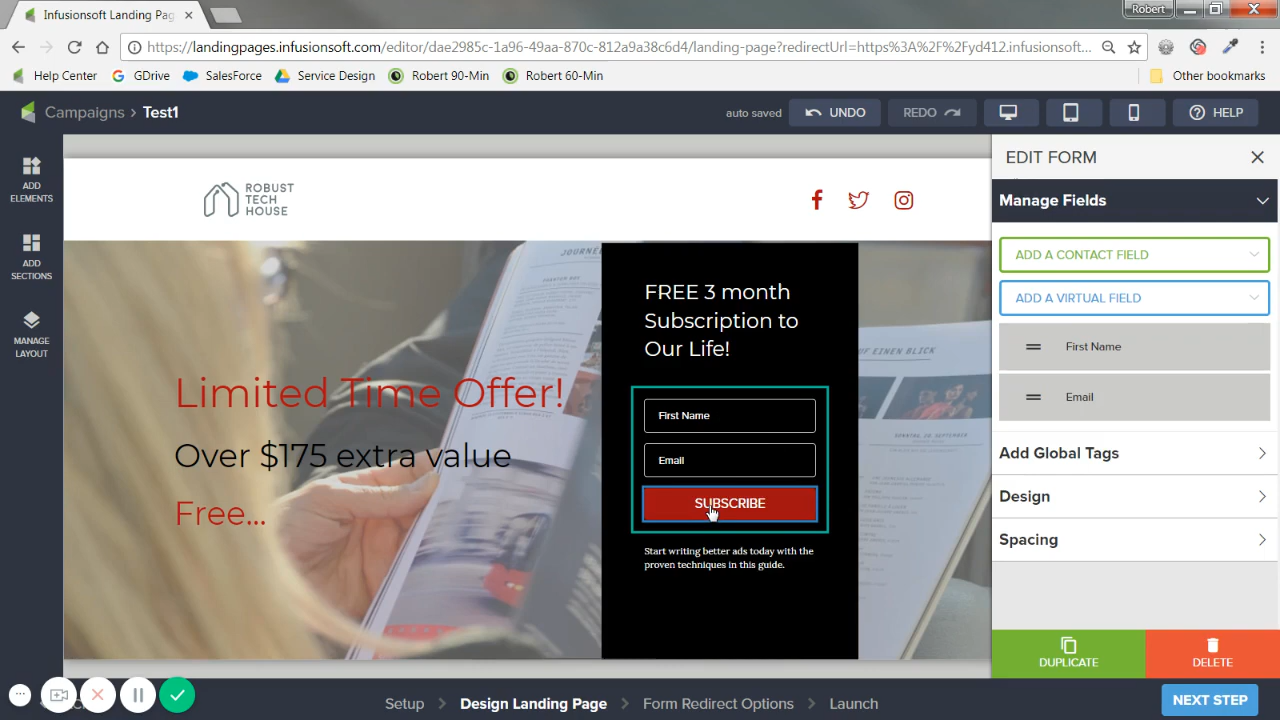 Infusionsoft Landing Pag
Robert
https://landingpages.infusionsoft.com/editor/dae2985c-1a96-49aa-870c-812a9a38c6d4/landing-page?redirectUrl=https%3A%2F%2Fyd412.infusionsoft...
Help Center
GDrive
SalesForce
Service Design
Robert 90-Min
Robert 60-Min
Other bookmarks
Campaigns > Test1
auto saved
UNDO
REDO
HELP
ADD
ELEMENTS
ADD
SECTIONS
MANAGE
LAYOUT
ROBUST
TECH
HOUSE
Limited Time Offer!
Over $175 extra value
Free...
FREE 3 month
Subscription to
Our Life!
First Name
Email
SUBSCRIBE
Start writing better ads today with the
proven techniques in this guide.
EDIT FORM
Manage Fields
ADD A CONTACT FIELD
ADD A VIRTUAL FIELD
First Name
Email
Add Global Tags
Design
Spacing
DUPLICATE
DELETE
Setup > Design Landing Page > Form Redirect Options > Launch
NEXT STEP